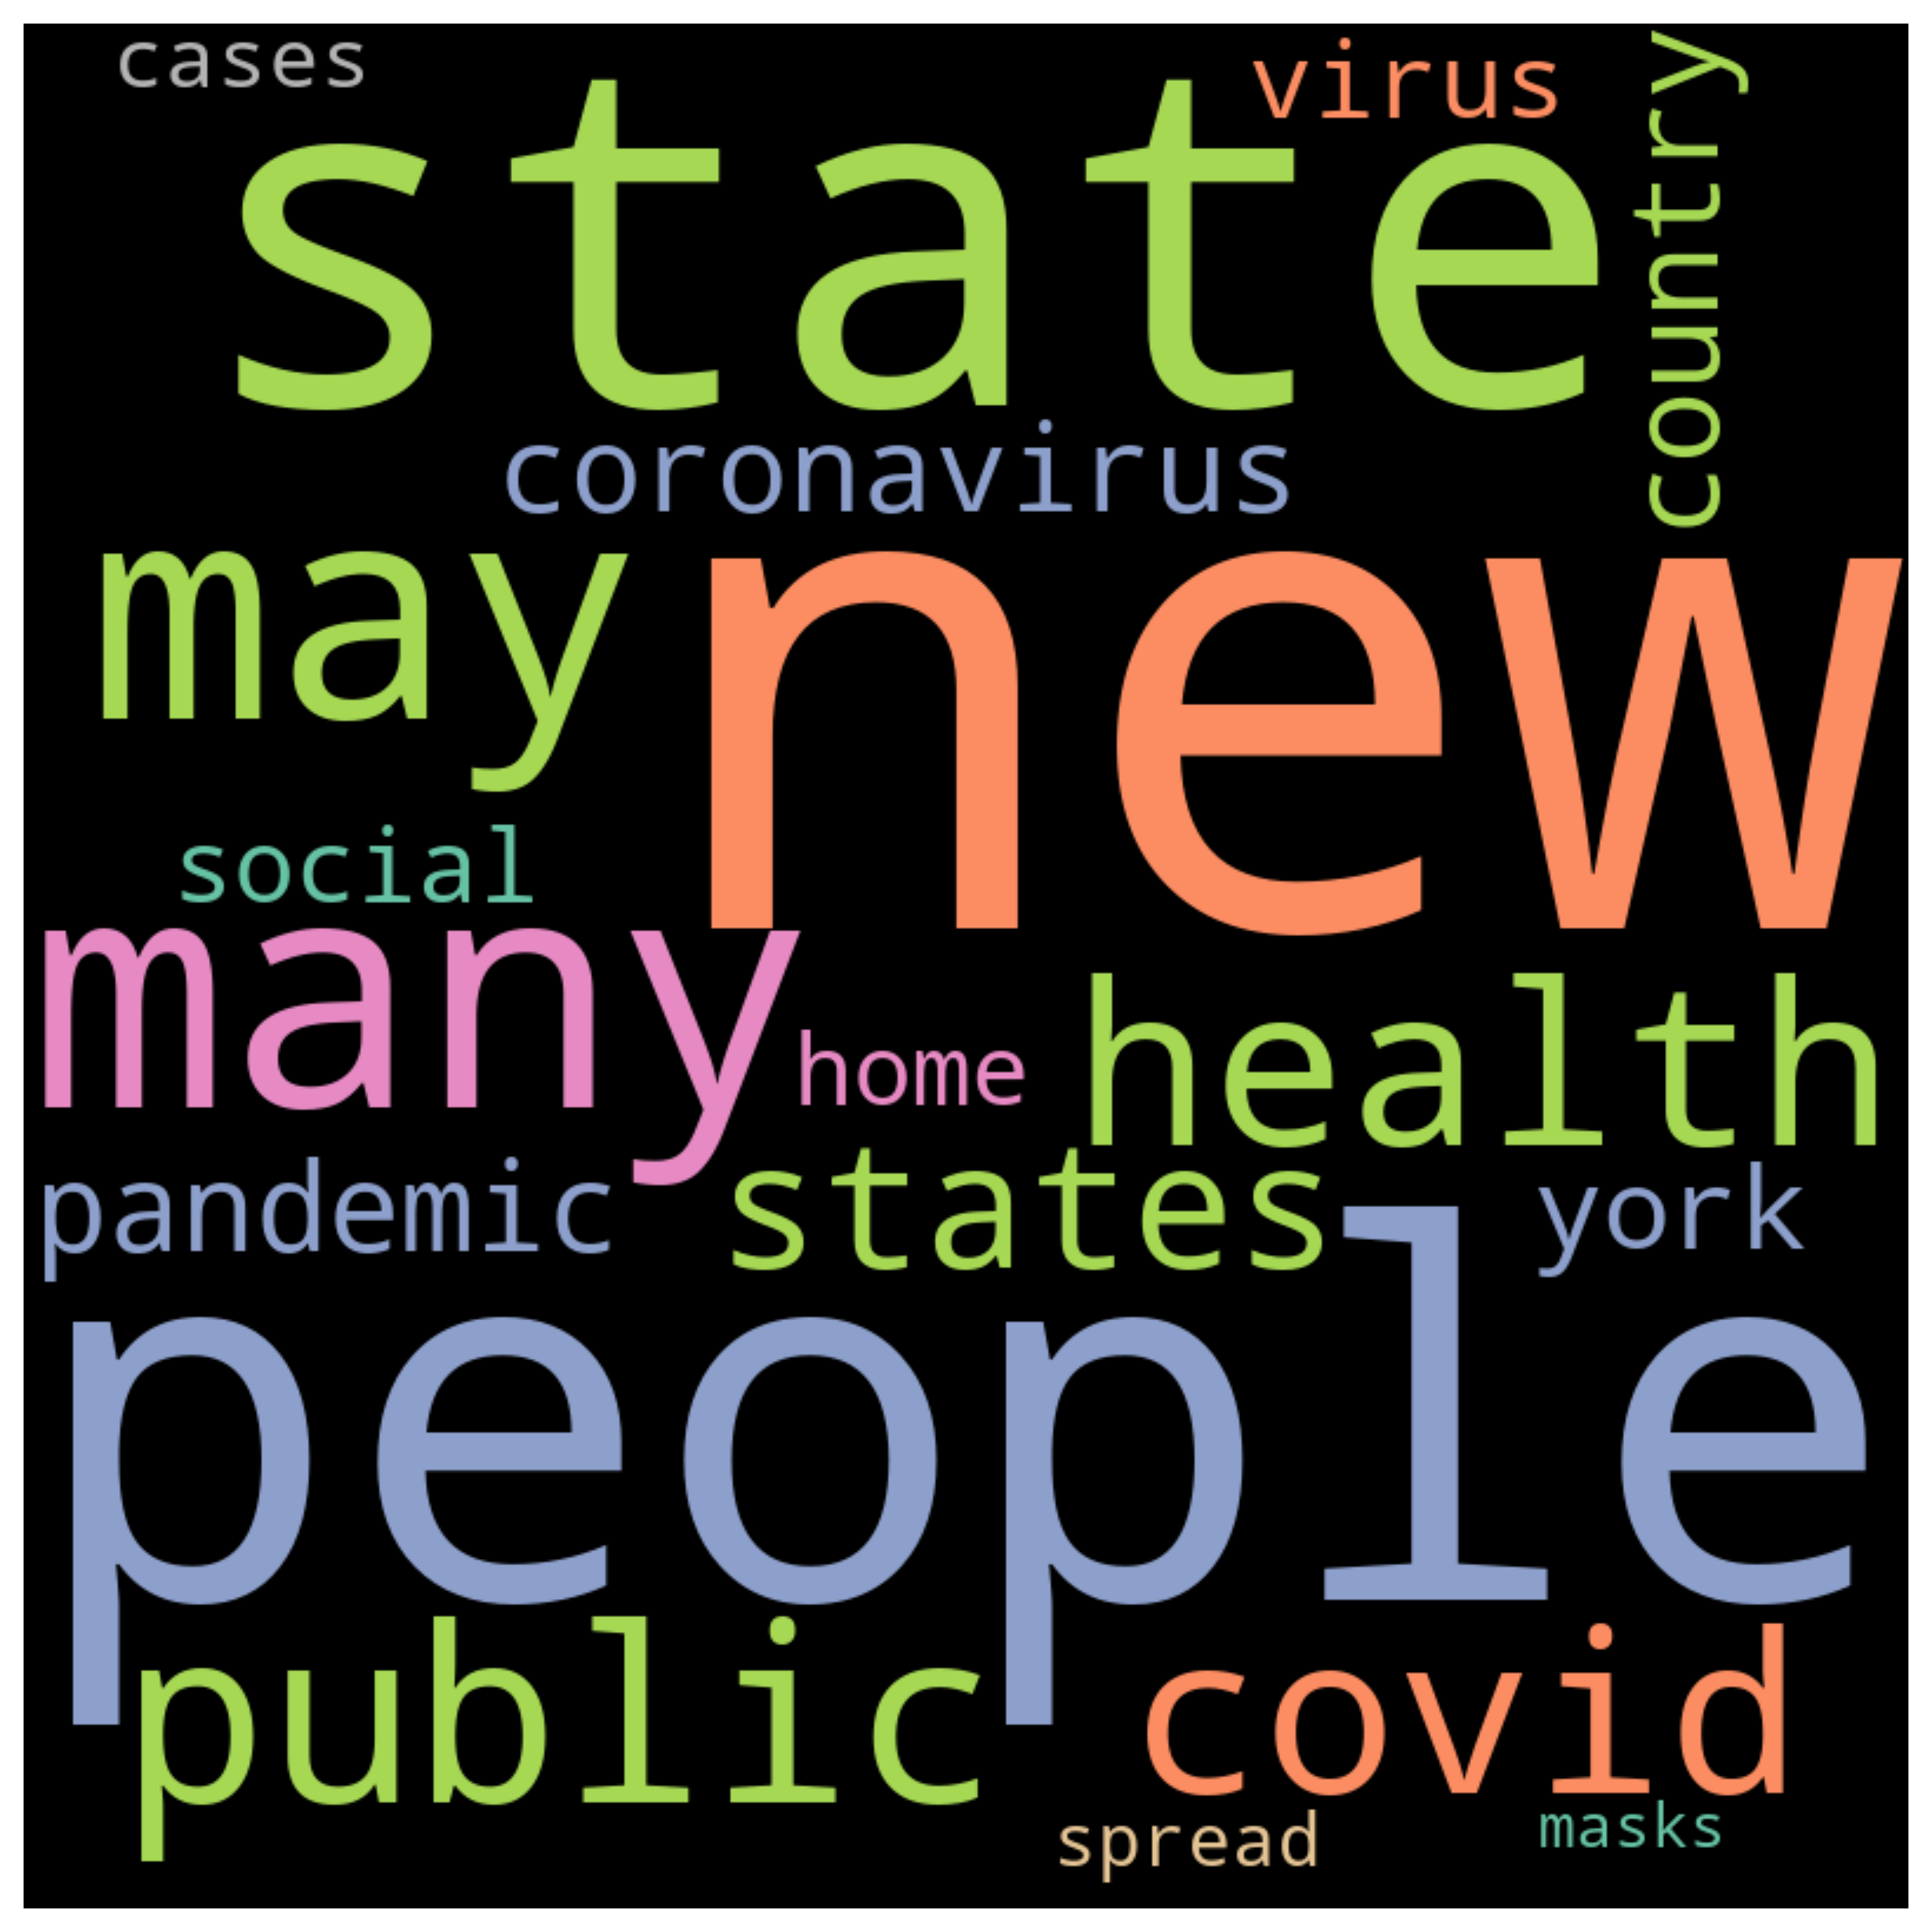 cases
virus
country
state
coronavirus
may
new
social
many
home
health
pandemic
states
york
people
public
covid
spread
masks